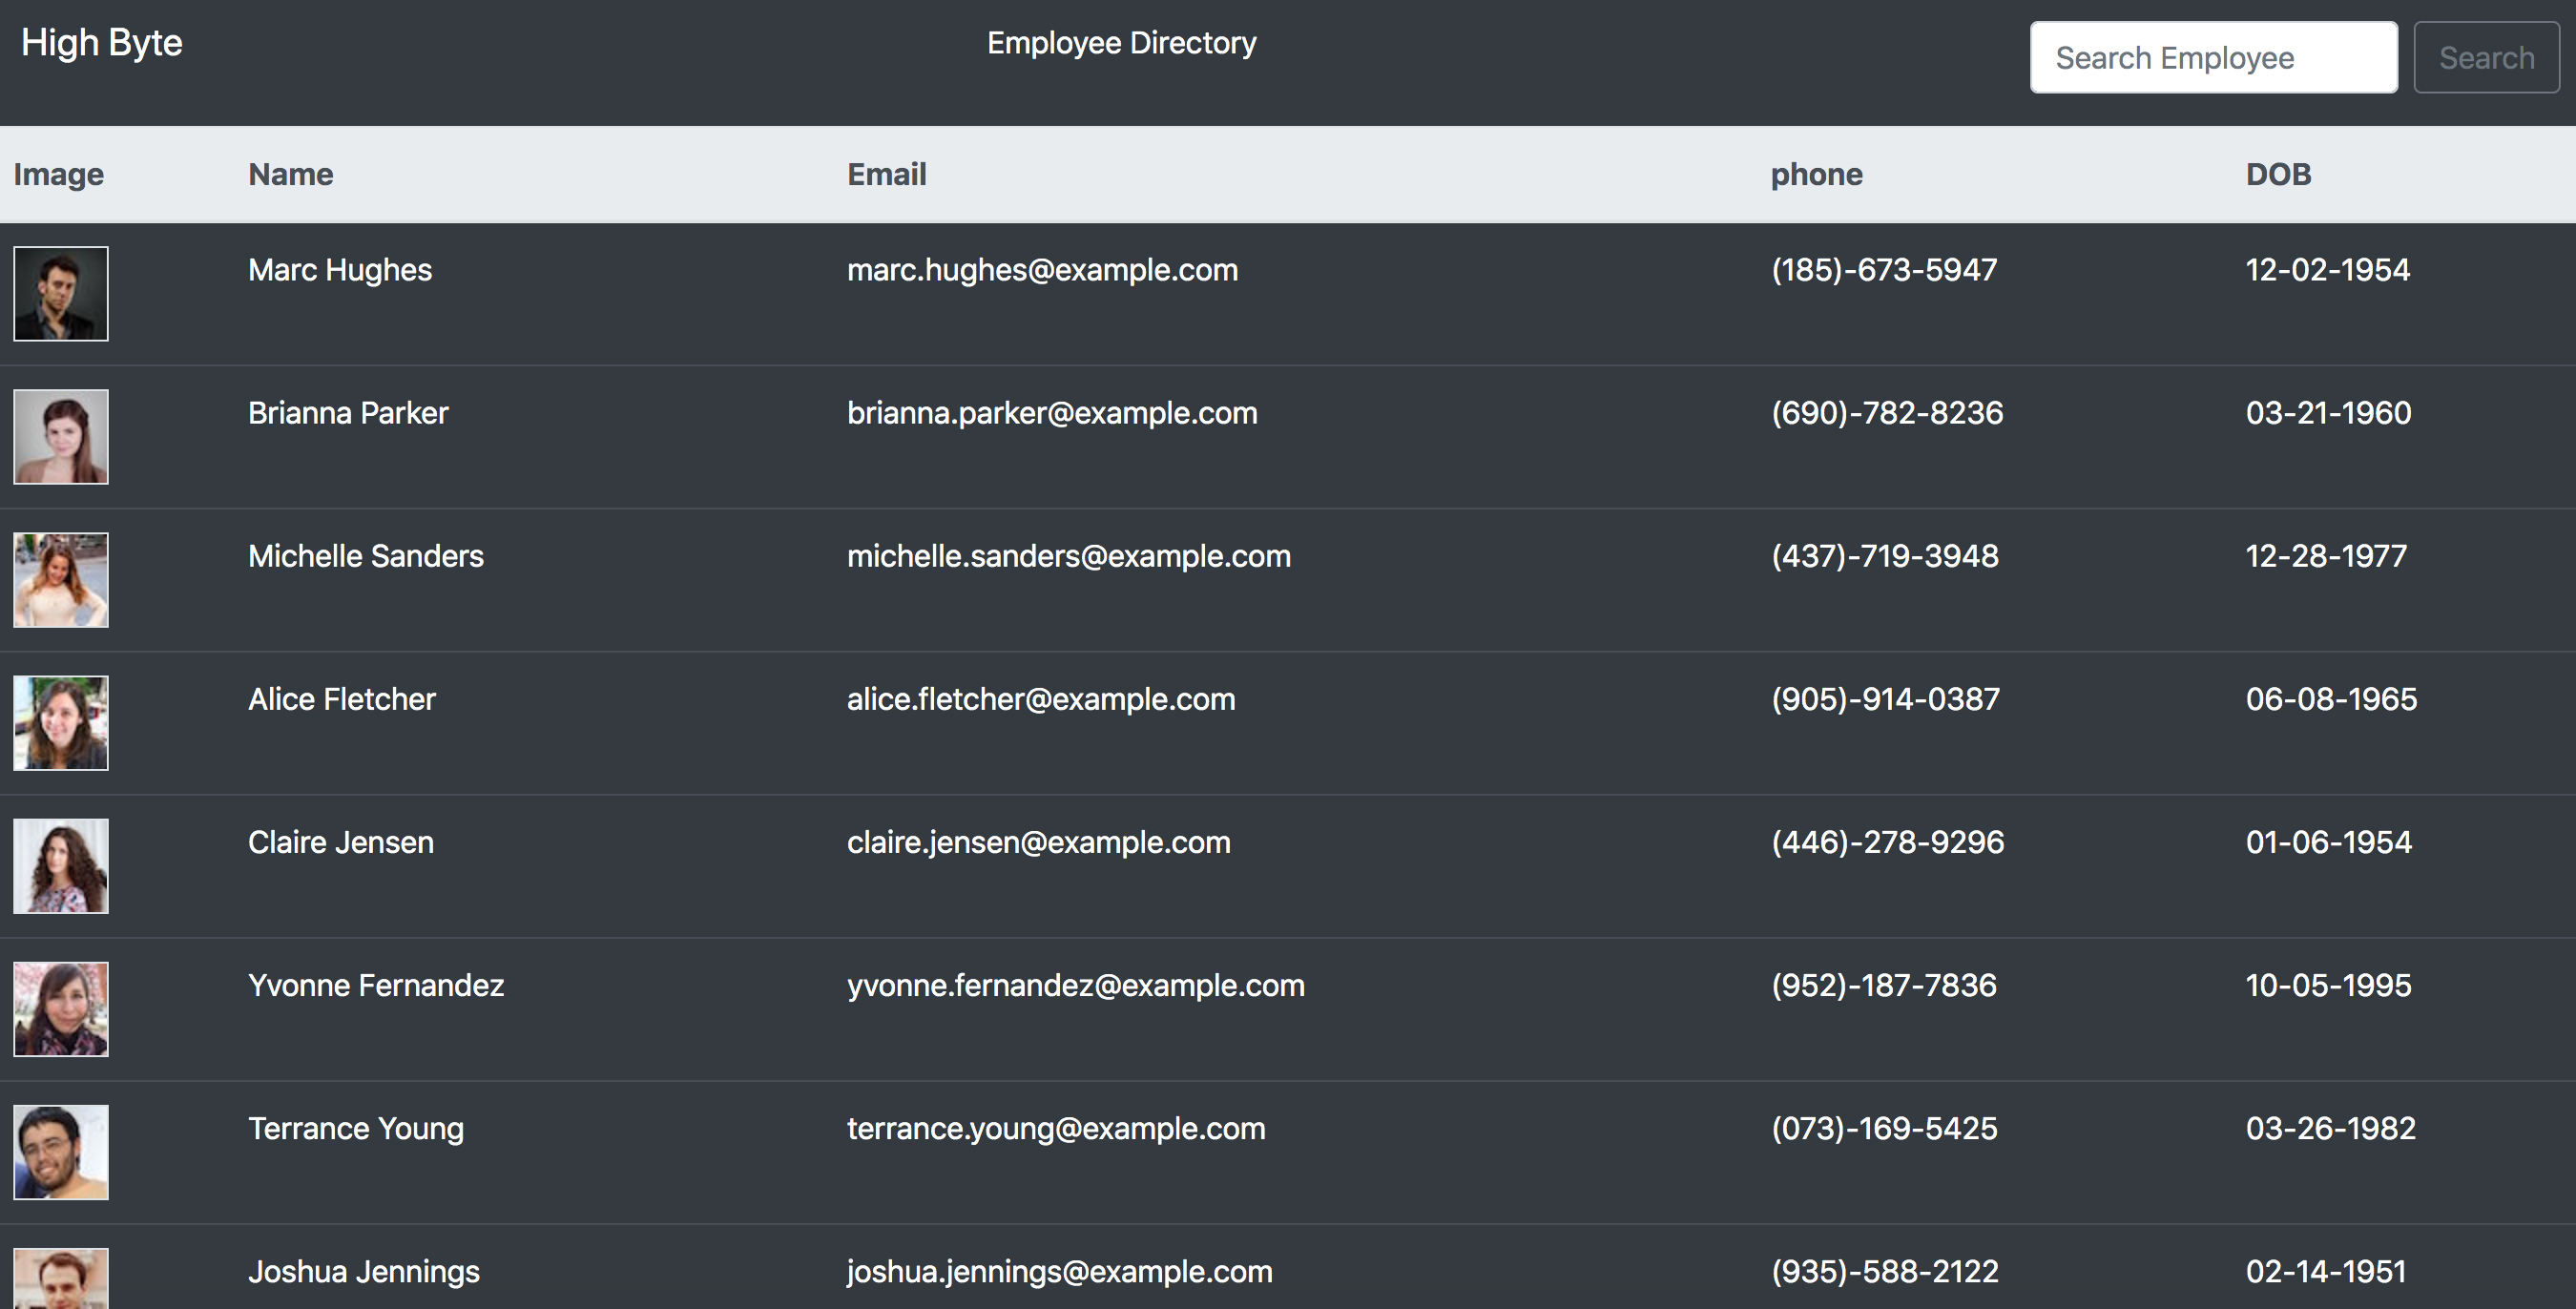 High Byte Employee Directory Search Employee Search
Image Name Email phone DOB
Marc Hughes marc.hughes@example.com (185)-673-5947 12-02-1954
Brianna Parker brianna.parker@example.com (690)-782-8236 03-21-1960
Michelle Sanders michelle.sanders@example.com (437)-719-3948 12-28-1977
Alice Fletcher alice.fletcher@example.com (905)-914-0387 06-08-1965
Claire Jensen claire.jensen@example.com (446)-278-9296 01-06-1954
Yvonne Fernandez yvonne.fernandez@example.com (952)-187-7836 10-05-1995
Terrance Young terrance.young@example.com (073)-169-5425 03-26-1982
Joshua Jennings joshua.jennings@example.com (935)-588-2122 02-14-1951